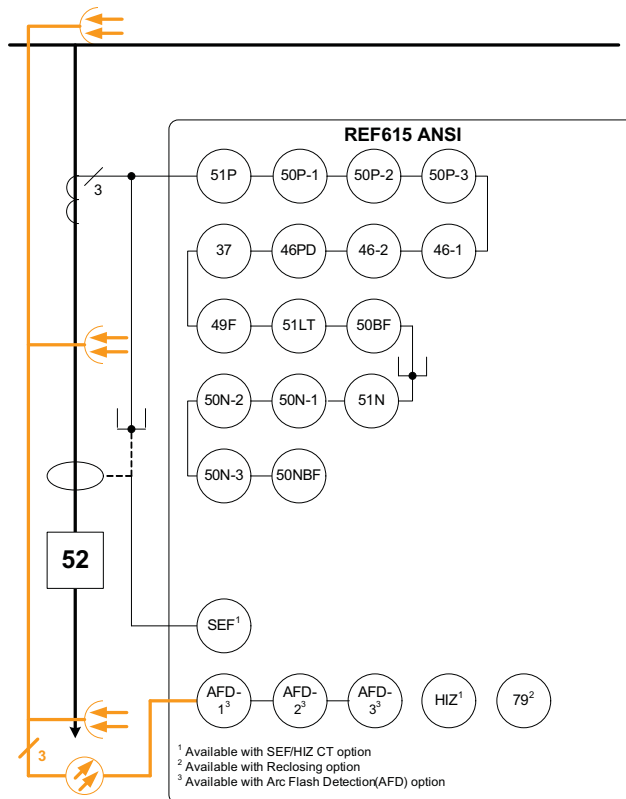 REF615 ANSI
3
51P 50P-1 50P-2 50P-3
37 46PD 46-2 46-1
49F 51LT 50BF
50N-2 50N-1 51N
50N-3 50NBF
52
SEF¹
AFD-
1³
AFD-
2³
AFD-
3³
HIZ¹
79²
3
¹ Available with SEF/HIZ CT option
² Available with Reclosing option
³ Available with Arc Flash Detection(AFD) option